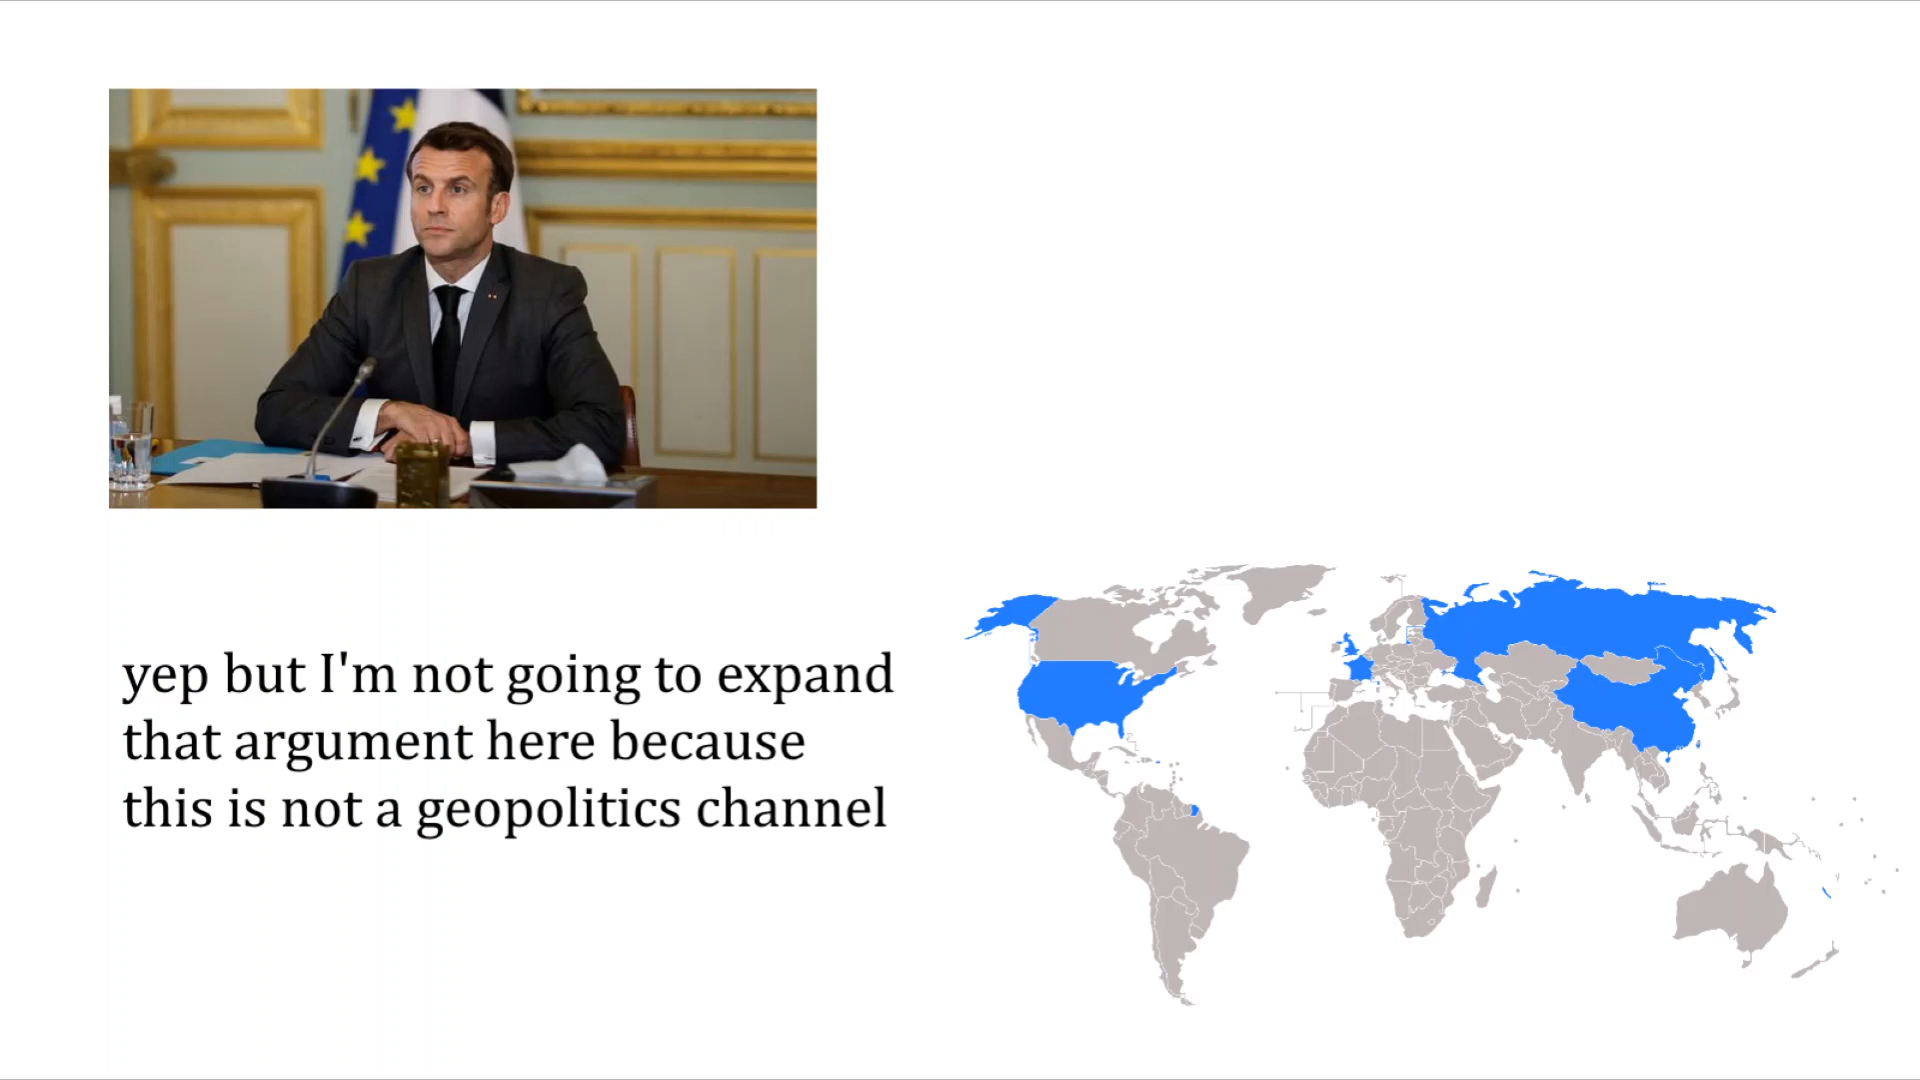 yep but I'm not going to expand
that argument here because
this is not a geopolitics channel